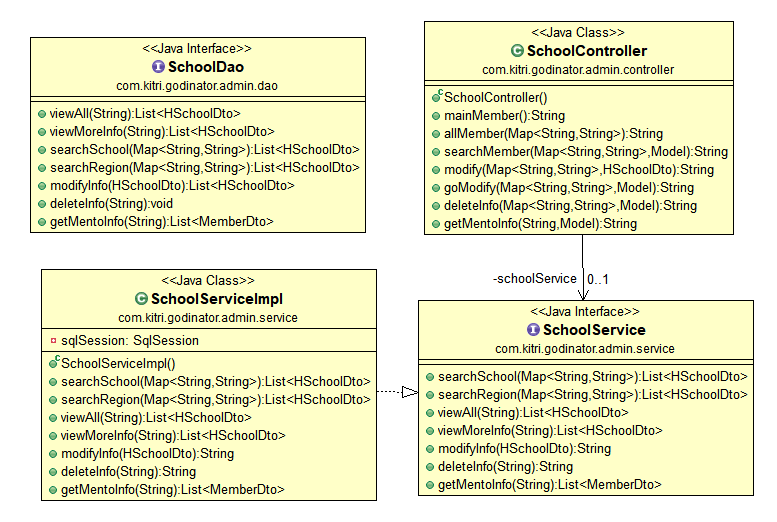 <<Java Interface>>
SchoolDao
com.kitri.godinator.admin.dao
viewAll(String):List<HSchoolDto>
viewMoreInfo(String):List<HSchoolDto>
searchSchool(Map<String,String>):List<HSchoolDto>
searchRegion(Map<String,String>):List<HSchoolDto>
modifyInfo(HSchoolDto):List<HSchoolDto>
deleteInfo(String):void
getMentoInfo(String):List<MemberDto>
<<Java Class>>
SchoolController
com.kitri.godinator.admin.controller
SchoolController()
mainMember():String
allMember(Map<String,String>):String
searchMember(Map<String,String>,Model):String
modify(Map<String,String>,HSchoolDto):String
goModify(Map<String,String>,Model):String
deleteInfo(Map<String,String>,Model):String
getMentoInfo(String,Model):String
-schoolService 0..1
<<Java Class>>
SchoolServiceImpl
com.kitri.godinator.admin.service
sqlSession: SqlSession
SchoolServiceImpl()
searchSchool(Map<String,String>):List<HSchoolDto>
searchRegion(Map<String,String>):List<HSchoolDto>
viewAll(String):List<HSchoolDto>
viewMoreInfo(String):List<HSchoolDto>
modifyInfo(HSchoolDto):String
deleteInfo(String):String
getMentoInfo(String):List<MemberDto>
<<Java Interface>>
SchoolService
com.kitri.godinator.admin.service
searchSchool(Map<String,String>):List<HSchoolDto>
searchRegion(Map<String,String>):List<HSchoolDto>
viewAll(String):List<HSchoolDto>
viewMoreInfo(String):List<HSchoolDto>
modifyInfo(HSchoolDto):String
deleteInfo(String):String
getMentoInfo(String):List<MemberDto>